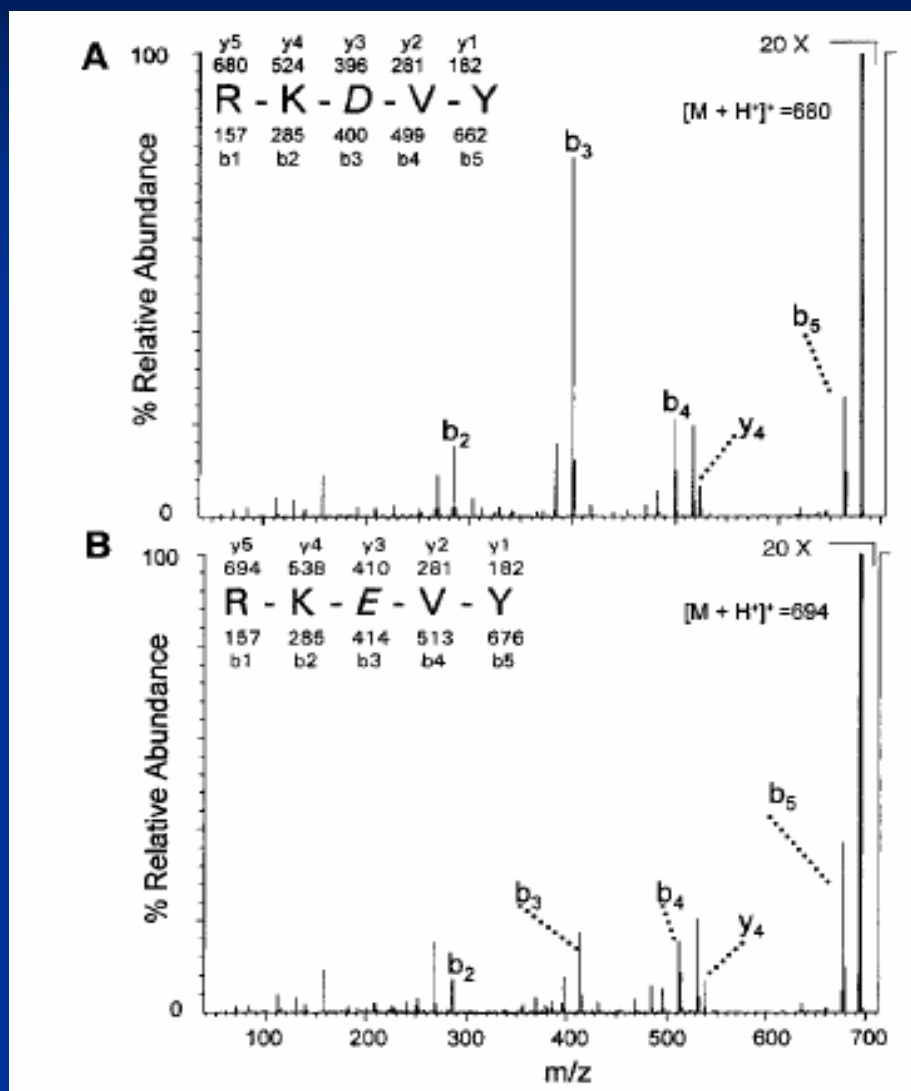 A
100
20 X
y5 y4 y3 y2 y1
680 524 396 281 182
R - K - D - V - Y
157 285 400 499 662
b1 b2 b3 b4 b5
[M + H⁺]⁺ =680
b₃
b₅
b₄
y₄
b₂
% Relative Abundance
0
B
100
20 X
y5 y4 y3 y2 y1
694 538 410 281 182
R - K - E - V - Y
157 285 414 513 676
b1 b2 b3 b4 b5
[M + H⁺]⁺ =694
b₅
b₃
b₄
y₄
b₂
% Relative Abundance
0
100 200 300 400 500 600 700
m/z